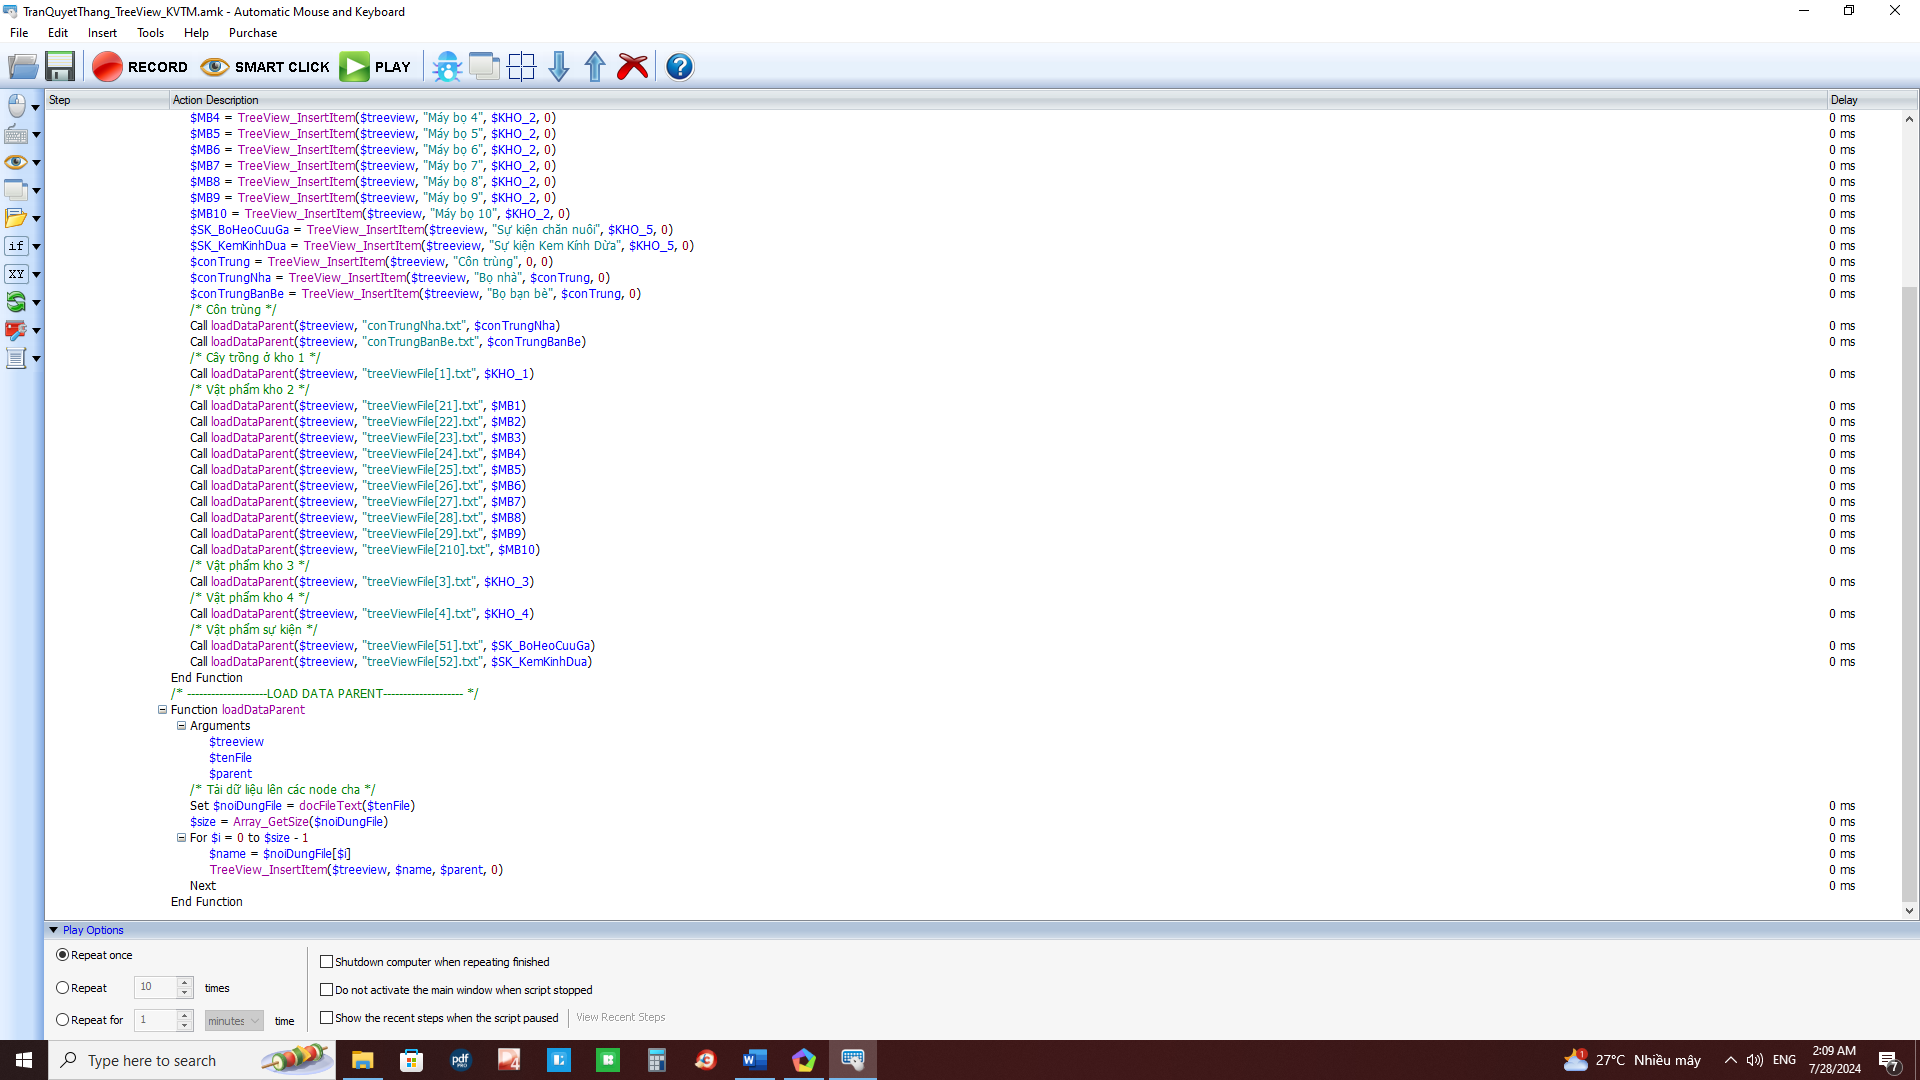 TranQuyetThang_TreeView_KVTM.amk - Automatic Mouse and Keyboard
File Edit Insert Tools Help Purchase
RECORD SMART CLICK PLAY
Step Action Description Delay
$MB4 = TreeView_InsertItem($treeview, "Máy bọ 4", $KHO_2, 0) 0 ms
$MB5 = TreeView_InsertItem($treeview, "Máy bọ 5", $KHO_2, 0) 0 ms
$MB6 = TreeView_InsertItem($treeview, "Máy bọ 6", $KHO_2, 0) 0 ms
$MB7 = TreeView_InsertItem($treeview, "Máy bọ 7", $KHO_2, 0) 0 ms
$MB8 = TreeView_InsertItem($treeview, "Máy bọ 8", $KHO_2, 0) 0 ms
$MB9 = TreeView_InsertItem($treeview, "Máy bọ 9", $KHO_2, 0) 0 ms
$MB10 = TreeView_InsertItem($treeview, "Máy bọ 10", $KHO_2, 0) 0 ms
$SK_BoHeoCuuGa = TreeView_InsertItem($treeview, "Sự kiện chăn nuôi", $KHO_5, 0) 0 ms
$SK_KemKinhDua = TreeView_InsertItem($treeview, "Sự kiện Kem Kính Dừa", $KHO_5, 0) 0 ms
$conTrung = TreeView_InsertItem($treeview, "Côn trùng", 0, 0) 0 ms
$conTrungNha = TreeView_InsertItem($treeview, "Bọ nhà", $conTrung, 0) 0 ms
$conTrungBanBe = TreeView_InsertItem($treeview, "Bọ bạn bè", $conTrung, 0) 0 ms
/* Côn trùng */
Call loadDataParent($treeview, "conTrungNha.txt", $conTrungNha) 0 ms
Call loadDataParent($treeview, "conTrungBanBe.txt", $conTrungBanBe) 0 ms
/* Cây trồng ở kho 1 */
Call loadDataParent($treeview, "treeViewFile[1].txt", $KHO_1) 0 ms
/* Vật phẩm kho 2 */
Call loadDataParent($treeview, "treeViewFile[21].txt", $MB1) 0 ms
Call loadDataParent($treeview, "treeViewFile[22].txt", $MB2) 0 ms
Call loadDataParent($treeview, "treeViewFile[23].txt", $MB3) 0 ms
Call loadDataParent($treeview, "treeViewFile[24].txt", $MB4) 0 ms
Call loadDataParent($treeview, "treeViewFile[25].txt", $MB5) 0 ms
Call loadDataParent($treeview, "treeViewFile[26].txt", $MB6) 0 ms
Call loadDataParent($treeview, "treeViewFile[27].txt", $MB7) 0 ms
Call loadDataParent($treeview, "treeViewFile[28].txt", $MB8) 0 ms
Call loadDataParent($treeview, "treeViewFile[29].txt", $MB9) 0 ms
Call loadDataParent($treeview, "treeViewFile[210].txt", $MB10) 0 ms
/* Vật phẩm kho 3 */
Call loadDataParent($treeview, "treeViewFile[3].txt", $KHO_3) 0 ms
/* Vật phẩm kho 4 */
Call loadDataParent($treeview, "treeViewFile[4].txt", $KHO_4) 0 ms
/* Vật phẩm sự kiện */
Call loadDataParent($treeview, "treeViewFile[51].txt", $SK_BoHeoCuuGa) 0 ms
Call loadDataParent($treeview, "treeViewFile[52].txt", $SK_KemKinhDua) 0 ms
End Function
/* --------------------LOAD DATA PARENT-------------------- */
Function loadDataParent
Arguments
$treeview
$tenFile
$parent
/* Tải dữ liệu lên các node cha */
Set $noiDungFile = docFileText($tenFile) 0 ms
$size = Array_GetSize($noiDungFile) 0 ms
For $i = 0 to $size - 1 0 ms
$name = $noiDungFile[$i] 0 ms
TreeView_InsertItem($treeview, $name, $parent, 0) 0 ms
Next 0 ms
End Function
Play Options
Repeat once
Repeat 10 times
Repeat for 1 minutes time
Shutdown computer when repeating finished
Do not activate the main window when script stopped
Show the recent steps when the script paused View Recent Steps
Type here to search
27°C Nhiều mây ENG 2:09 AM
7/28/2024
7